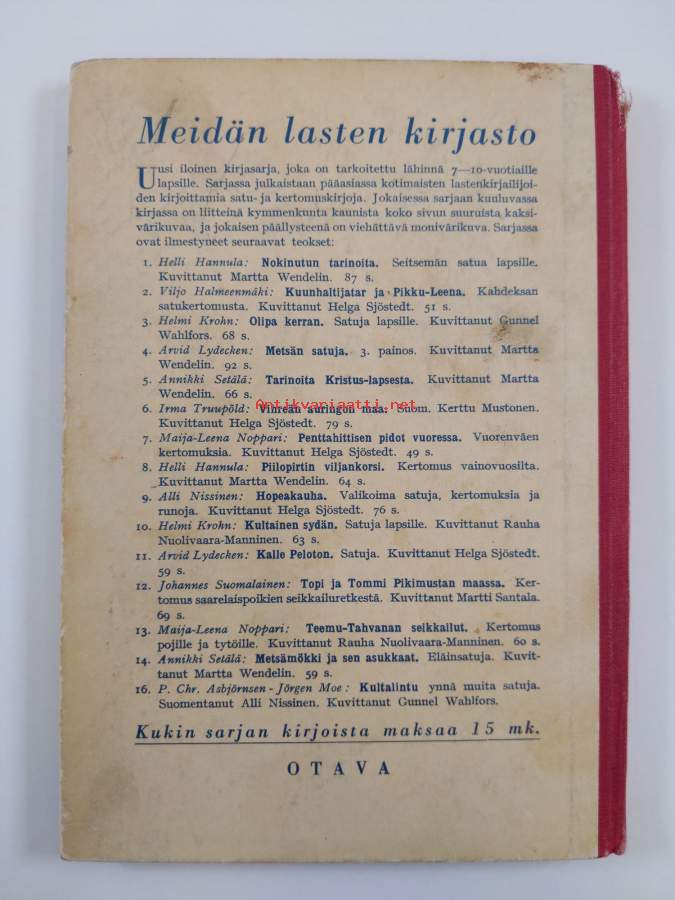 Meidän lasten kirjasto
Uusi iloinen kirjasarja, joka on tarkoitettu lähinnä 7—10-vuotiaille
lapsille. Sarjassa julkaistaan pääasiassa kotimaisten lastenkirjailijoi-
den kirjoittamia satu- ja kertomuskirjoja. Jokaisessa sarjaan kuuluvassa
kirjassa on liitteinä kymmenkunta kaunista koko sivun suuruista kaksi-
värikuvaa, ja jokaisen päällysteenä on viehättävä monivärikuva. Sarjassa
ovat ilmestyneet seuraavat teokset:
1. Helli Hannula: Nokinutun tarinoita. Seitsemän satua lapsille.
Kuvittanut Martta Wendelin. 87 s.
2. Viljo Halmeenmäki: Kuunhaltijatar ja Pikku-Leena. Kahdeksan
satukertomusta. Kuvittanut Helga Sjöstedt. 51 s.
3. Helmi Krohn: Olipa kerran. Satuja lapsille. Kuvittanut Gunnel
Wahlfors. 68 s.
4. Arvid Lydecken: Metsän satuja. 3. painos. Kuvittanut Martta
Wendelin. 92 s.
5. Annikki Setälä: Tarinoita Kristus-lapsesta. Kuvittanut Martta
Wendelin. 66 s.
Antikvariaatti.net
6. Irma Truupõld: Vihreän auringon maa. Suom. Kerttu Mustonen.
Kuvittanut Helga Sjöstedt. 79 s.
7. Maija-Leena Noppari: Penttahittisen pidot vuoressa. Vuorenväen
kertomuksia. Kuvittanut Helga Sjöstedt. 49 s.
8. Helli Hannula: Piilopirtin viljankorsi. Kertomus vainovuosilta.
Kuvittanut Martta Wendelin. 64 s.
9. Alli Nissinen: Hopeakauha. Valikoima satuja, kertomuksia ja
runoja. Kuvittanut Helga Sjöstedt. 76 s.
10. Helmi Krohn: Kultainen sydän. Satuja lapsille. Kuvittanut Rauha
Nuolivaara-Manninen. 63 s.
11. Arvid Lydecken: Kalle Peloton. Satuja. Kuvittanut Helga Sjöstedt.
59 s.
12. Johannes Suomalainen: Topi ja Tommi Pikimustan maassa. Ker-
tomus saarelaispoikien seikkailuretkestä. Kuvittanut Martti Santala.
69 s.
13. Maija-Leena Noppari: Teemu-Tahvanan seikkailut. Kertomus
pojille ja tytöille. Kuvittanut Rauha Nuolivaara-Manninen. 60 s.
14. Annikki Setälä: Metsämökki ja sen asukkaat. Eläinsatuja. Kuvit-
tanut Martta Wendelin. 59 s.
16. P. Chr. Asbjörnsen - Jörgen Moe: Kultalintu ynnä muita satuja.
Suomentanut Alli Nissinen. Kuvittanut Gunnel Wahlfors.
Kukin sarjan kirjoista maksaa 15 mk.
OTAVA